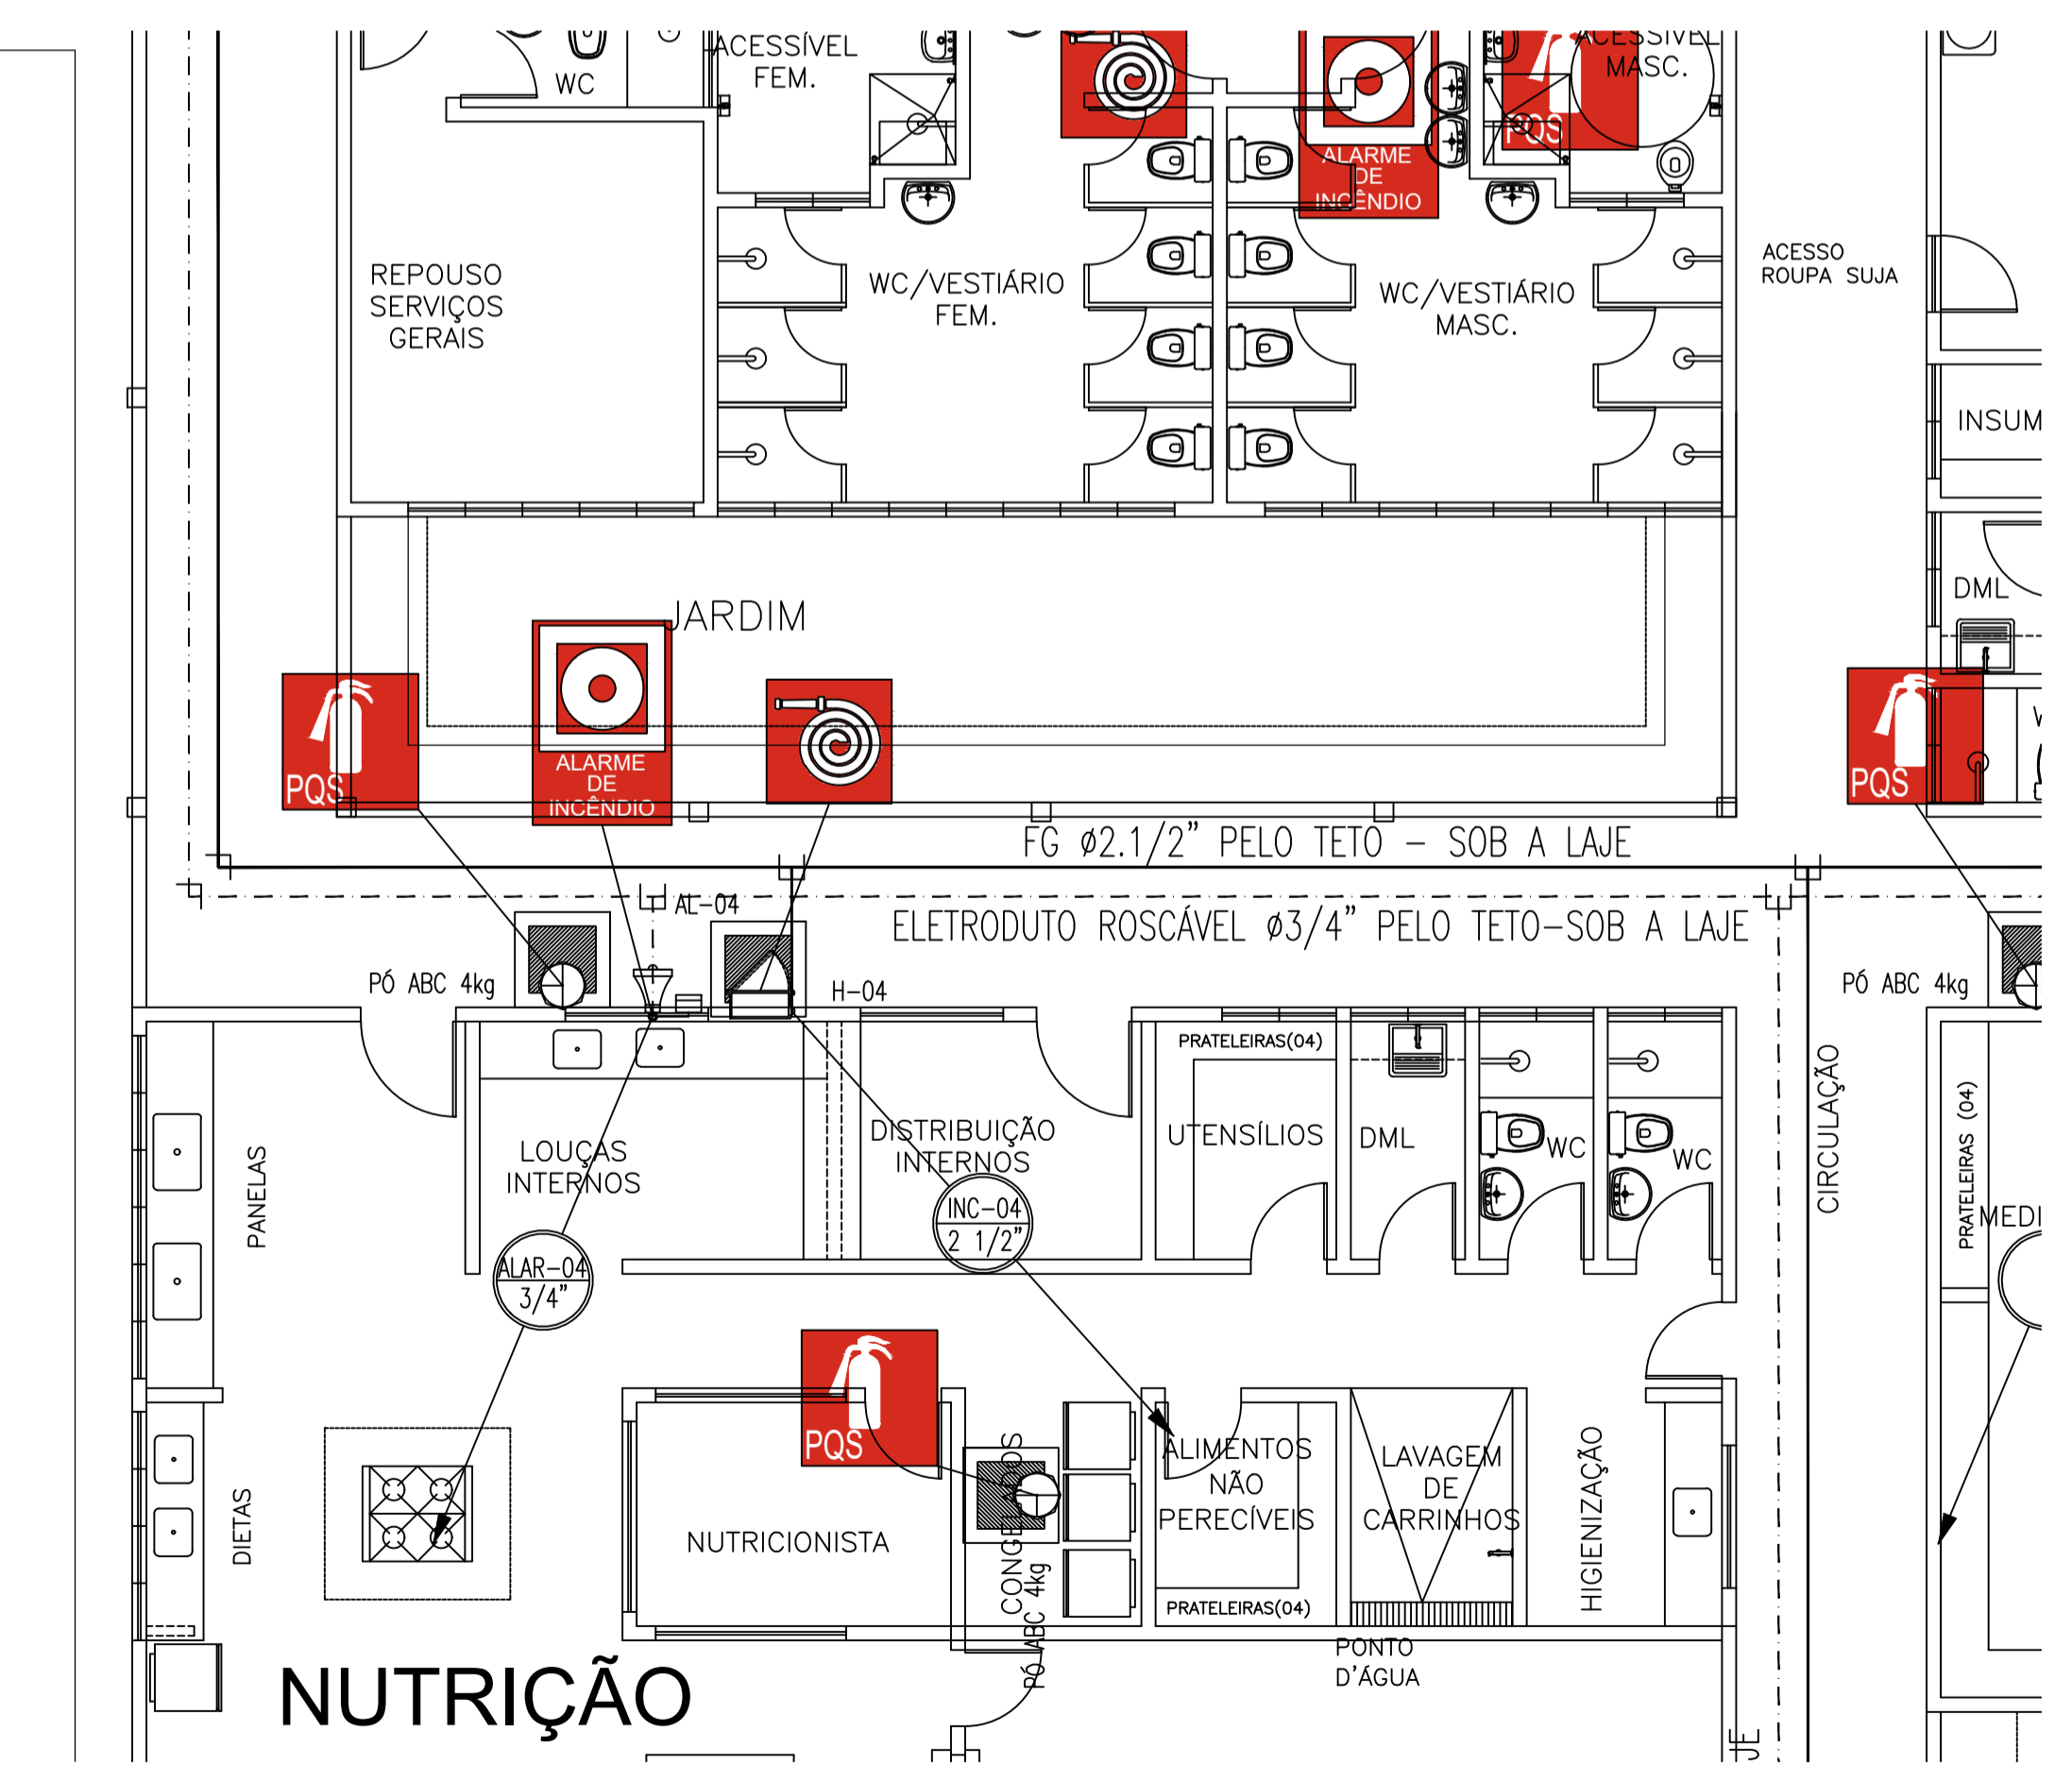 WC
ACESSÍVEL
FEM.
ACESSÍVEL
MASC.
PQS
ALARME
DE
INCÊNDIO
REPOUSO
SERVIÇOS
GERAIS
WC/VESTIÁRIO
FEM.
WC/VESTIÁRIO
MASC.
ACESSO
ROUPA SUJA
INSUM
DML
JARDIM
PQS
ALARME
DE
INCÊNDIO
PQS
FG ø2.1/2” PELO TETO – SOB A LAJE
AL-04
ELETRODUTO ROSCÁVEL ø3/4” PELO TETO-SOB A LAJE
PÓ ABC 4kg
H-04
PÓ ABC 4kg
PRATELEIRAS(04)
PANELAS
LOUÇAS
INTERNOS
DISTRIBUIÇÃO
INTERNOS
UTENSÍLIOS
DML
WC
WC
CIRCULAÇÃO
PRATELEIRAS (04)
MEDI
INC-04
2 1/2”
ALAR-04
3/4”
PQS
DIETAS
NUTRICIONISTA
CONGELADOS
PÓ ABC 4kg
ALIMENTOS
NÃO
PERECÍVEIS
PRATELEIRAS(04)
LAVAGEM
DE
CARRINHOS
HIGIENIZAÇÃO
PONTO
D'ÁGUA
NUTRIÇÃO
JE